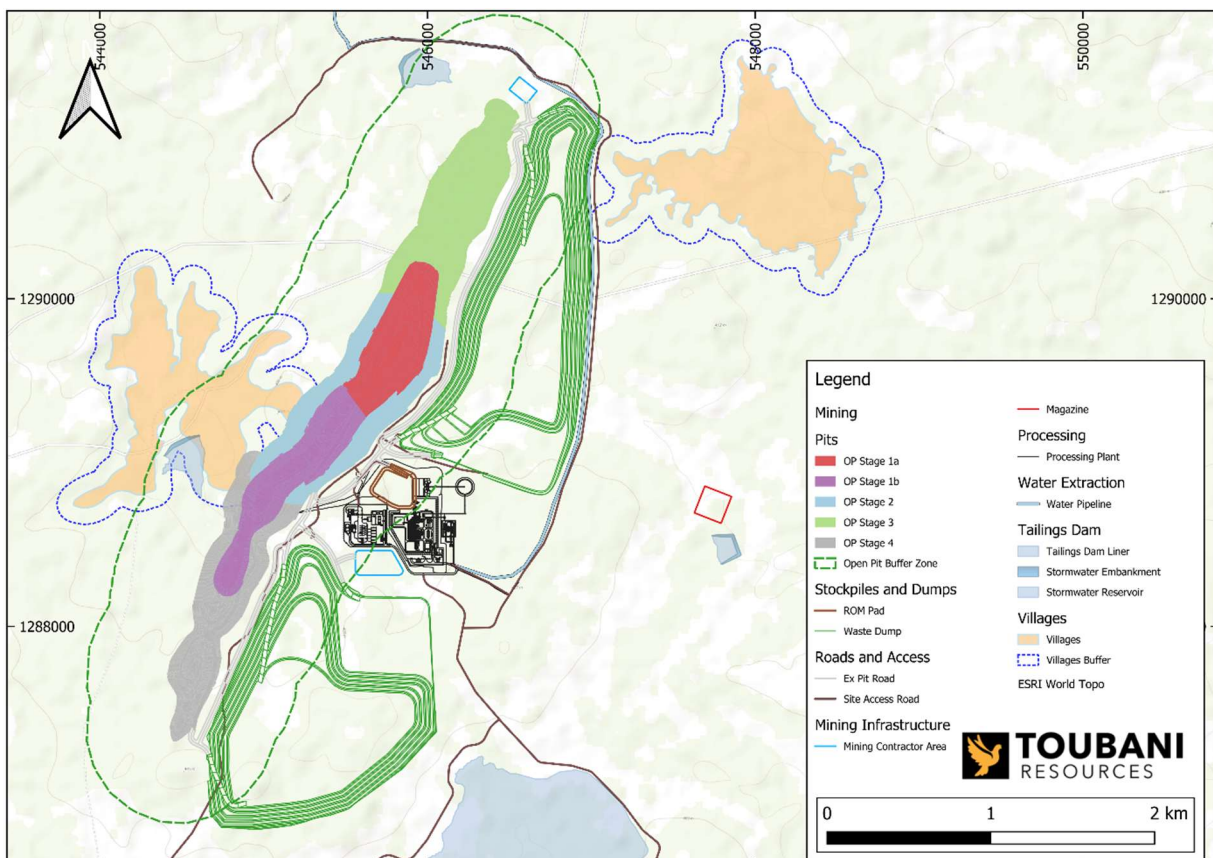 544000
546000
548000
550000
1290000
1290000
1288000
Legend
Mining
Pits
OP Stage 1a
OP Stage 1b
OP Stage 2
OP Stage 3
OP Stage 4
Open Pit Buffer Zone
Stockpiles and Dumps
ROM Pad
Waste Dump
Roads and Access
Ex Pit Road
Site Access Road
Mining Infrastructure
Mining Contractor Area
Magazine
Processing
Processing Plant
Water Extraction
Water Pipeline
Tailings Dam
Tailings Dam Liner
Stormwater Embankment
Stormwater Reservoir
Villages
Villages
Villages Buffer
ESRI World Topo
TOUBANI
RESOURCES
0 1 2 km